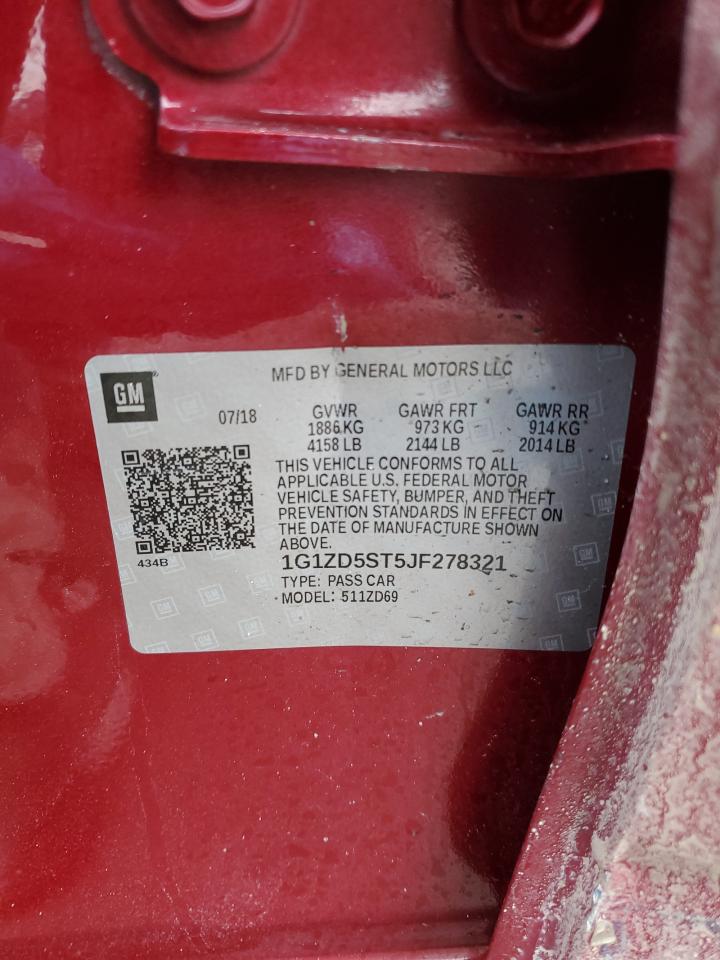 GM
MFD BY GENERAL MOTORS LLC
07/18 GVWR GAWR FRT GAWR RR
1886 KG 973 KG 914 KG
4158 LB 2144 LB 2014 LB
THIS VEHICLE CONFORMS TO ALL
APPLICABLE U.S. FEDERAL MOTOR
VEHICLE SAFETY, BUMPER, AND THEFT
PREVENTION STANDARDS IN EFFECT ON
THE DATE OF MANUFACTURE SHOWN
ABOVE.
434B
1G1ZD5ST5JF278321
TYPE: PASS CAR
MODEL: 511ZD69